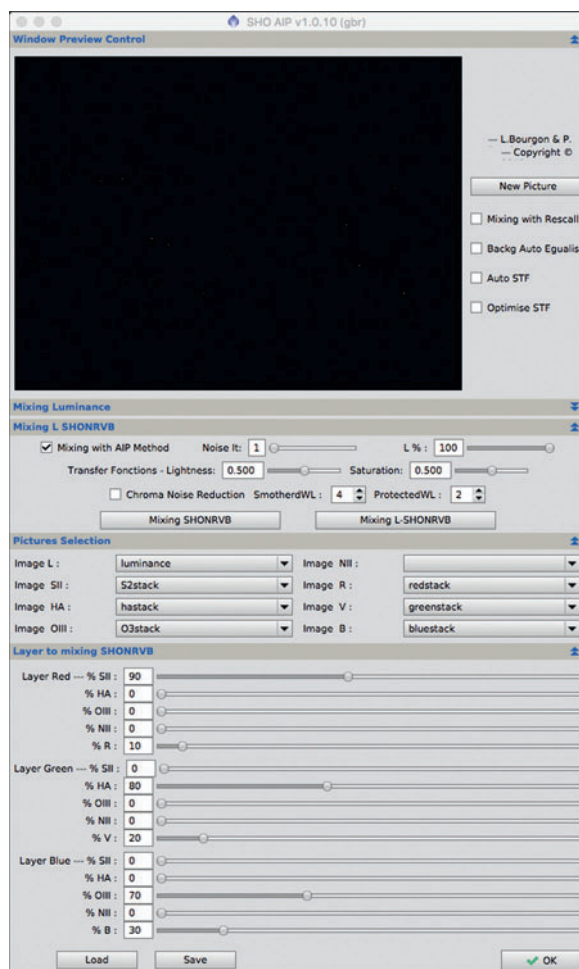 SHO AIP v1.0.10 (gbr)
Window Preview Control
— L.Bourgon & P.
— Copyright ©
New Picture
Mixing with Rescall
Backg Auto Egualis
Auto STF
Optimise STF
Mixing Luminance
Mixing L SHONRVB
Mixing with AIP Method Noise It: 1 L % : 100
Transfer Fonctions - Lightness: 0.500 Saturation: 0.500
Chroma Noise Reduction SmotherdWL : 4 ProtectedWL : 2
Mixing SHONRVB Mixing L-SHONRVB
Pictures Selection
Image L : luminance Image NII :
Image SII : S2stack Image R : redstack
Image HA : hastack Image V : greenstack
Image OIII : O3stack Image B : bluestack
Layer to mixing SHONRVB
Layer Red --- % SII : 90
% HA : 0
% OIII : 0
% NII : 0
% R : 10
Layer Green --- % SII : 0
% HA : 80
% OIII : 0
% NII : 0
% V : 20
Layer Blue --- % SII : 0
% HA : 0
% OIII : 70
% NII : 0
% B : 30
Load Save OK